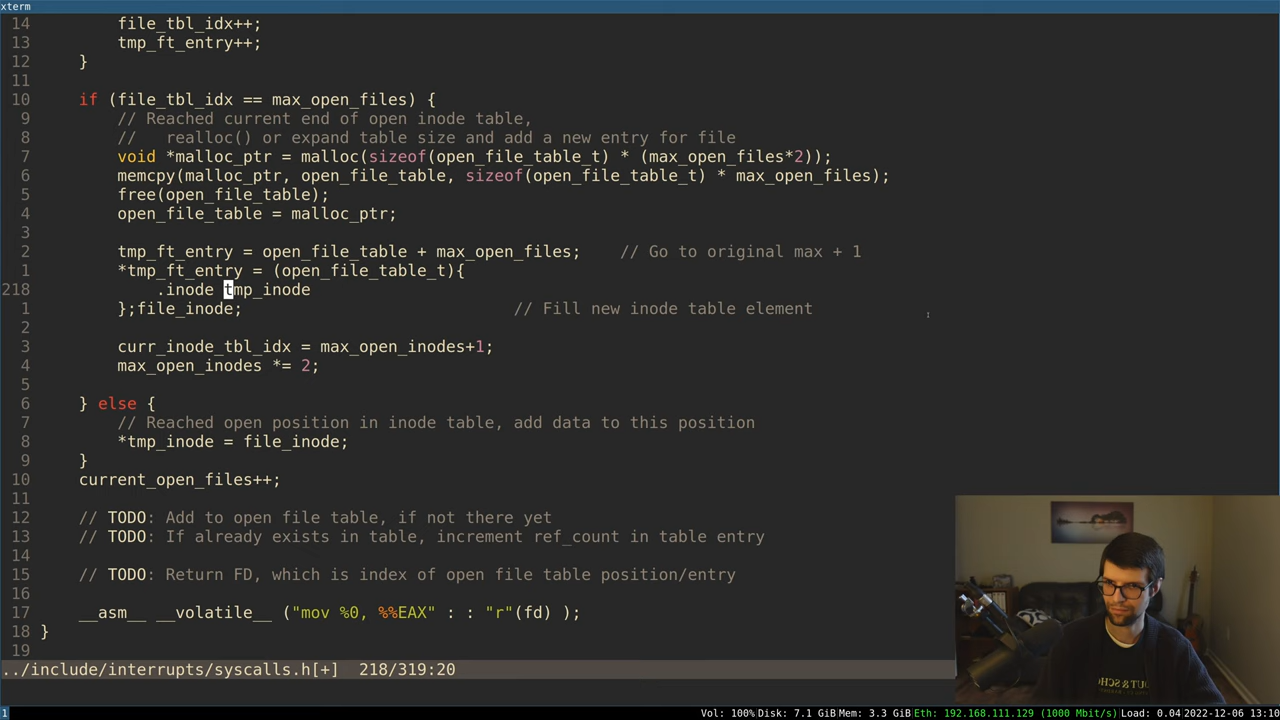 xterm
14         file_tbl_idx++;
13         tmp_ft_entry++;
12     }
11
10     if (file_tbl_idx == max_open_files) {
9         // Reached current end of open inode table,
8         //   realloc() or expand table size and add a new entry for file
7         void *malloc_ptr = malloc(sizeof(open_file_table_t) * (max_open_files*2));
6         memcpy(malloc_ptr, open_file_table, sizeof(open_file_table_t) * max_open_files);
5         free(open_file_table);
4         open_file_table = malloc_ptr;
3
2         tmp_ft_entry = open_file_table + max_open_files;    // Go to original max + 1
1         *tmp_ft_entry = (open_file_table_t){
218             .inode tmp_inode
1         };file_inode;                             // Fill new inode table element
2
3         curr_inode_tbl_idx = max_open_inodes+1;
4         max_open_inodes *= 2;
5
6     } else {
7         // Reached open position in inode table, add data to this position
8         *tmp_inode = file_inode;
9     }
10     current_open_files++;
11
12     // TODO: Add to open file table, if not there yet
13     // TODO: If already exists in table, increment ref_count in table entry
14
15     // TODO: Return FD, which is index of open file table position/entry
16
17     __asm__ __volatile__ ("mov %0, %%EAX" : : "r"(fd) );
18 }
19
../include/interrupts/syscalls.h[+]  218/319:20
1 Vol: 100% Disk: 7.1 GiB Mem: 3.3 GiB Eth: 192.168.111.129 (1000 Mbit/s) Load: 0.04 2022-12-06 13:10